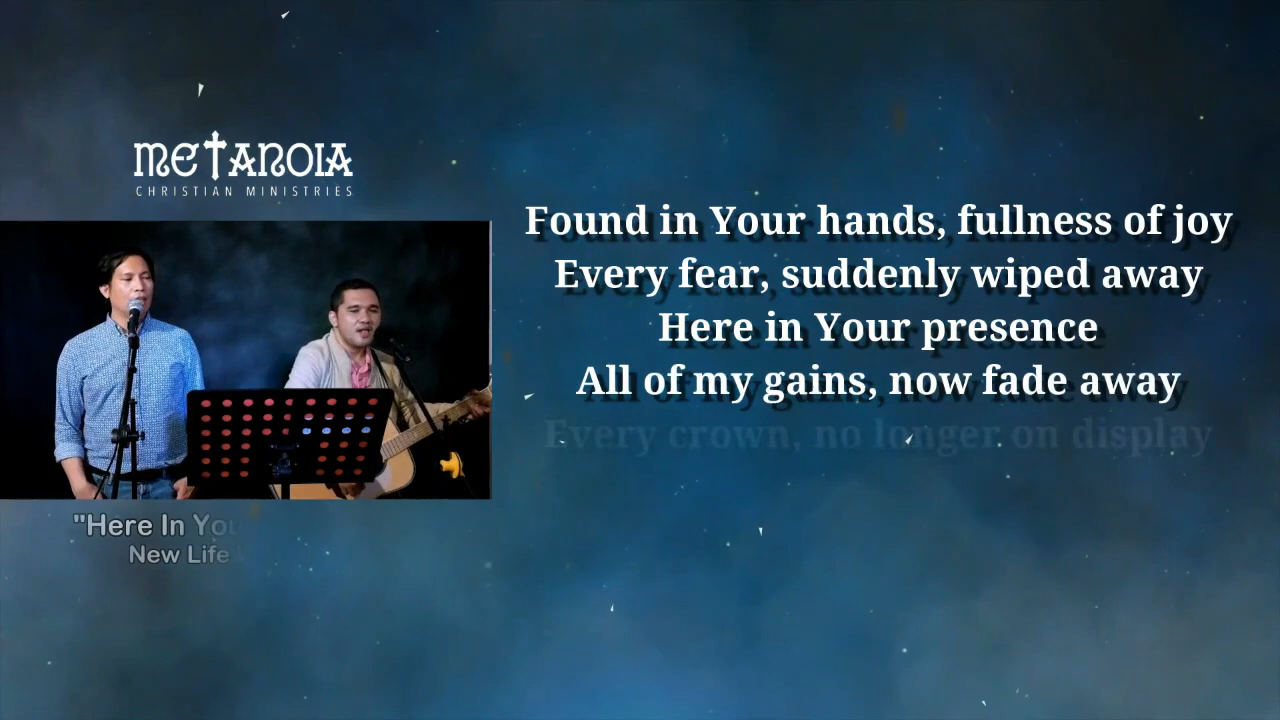 METANOIA
CHRISTIAN MINISTRIES
Found in Your hands, fullness of joy
Every fear, suddenly wiped away
Here in Your presence
All of my gains, now fade away
Every crown, no longer on display
"Here In You
New Life